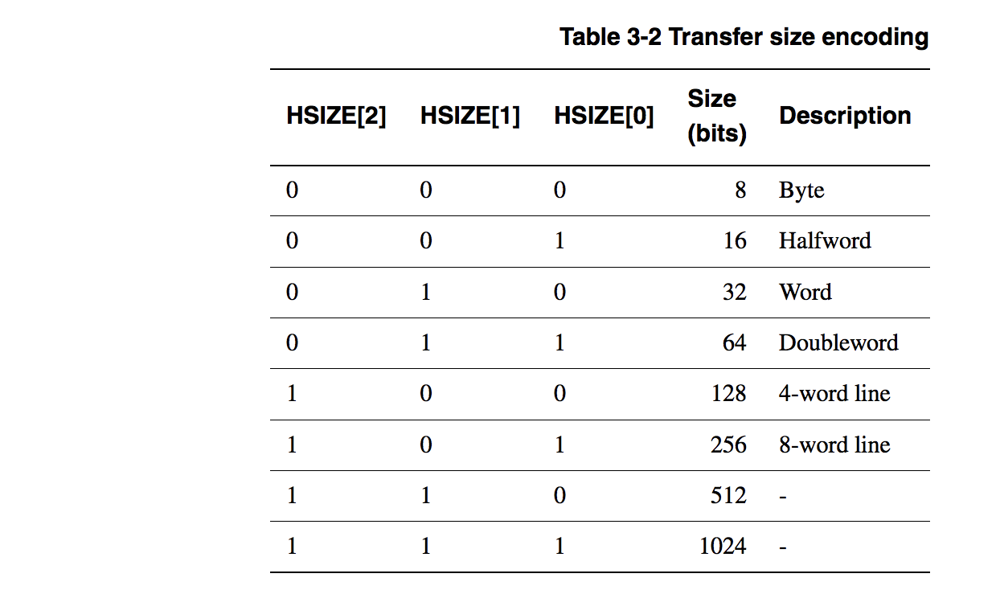 Table 3-2 Transfer size encoding
HSIZE[2] HSIZE[1] HSIZE[0] Size (bits) Description
0 0 0 8 Byte
0 0 1 16 Halfword
0 1 0 32 Word
0 1 1 64 Doubleword
1 0 0 128 4-word line
1 0 1 256 8-word line
1 1 0 512 -
1 1 1 1024 -